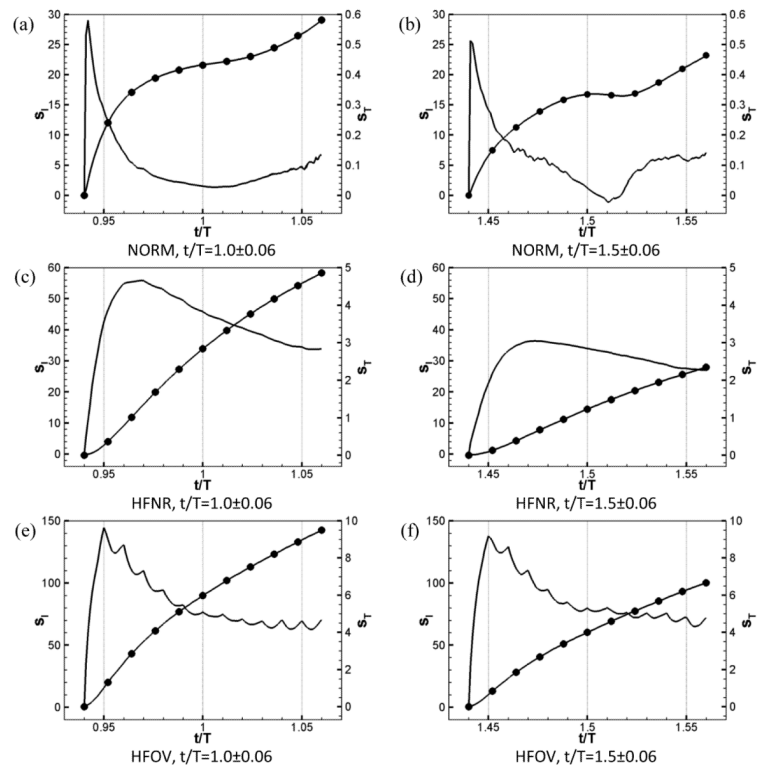 (a)
30
25
20
15
10
5
0
S_I
0.6
0.5
0.4
0.3
0.2
0.1
0
S_T
0.95 1 1.05
t/T
NORM, t/T=1.0±0.06
(b)
30
25
20
15
10
5
0
S_I
0.6
0.5
0.4
0.3
0.2
0.1
0
S_T
1.45 1.5 1.55
t/T
NORM, t/T=1.5±0.06
(c)
60
50
40
30
20
10
0
S_I
5
4
3
2
1
0
S_T
0.95 1 1.05
t/T
HFNR, t/T=1.0±0.06
(d)
60
50
40
30
20
10
0
S_I
5
4
3
2
1
0
S_T
1.45 1.5 1.55
t/T
HFNR, t/T=1.5±0.06
(e)
150
100
50
0
S_I
10
8
6
4
2
0
S_T
0.95 1 1.05
t/T
HFOV, t/T=1.0±0.06
(f)
150
100
50
0
S_I
10
8
6
4
2
0
S_T
1.45 1.5 1.55
t/T
HFOV, t/T=1.5±0.06